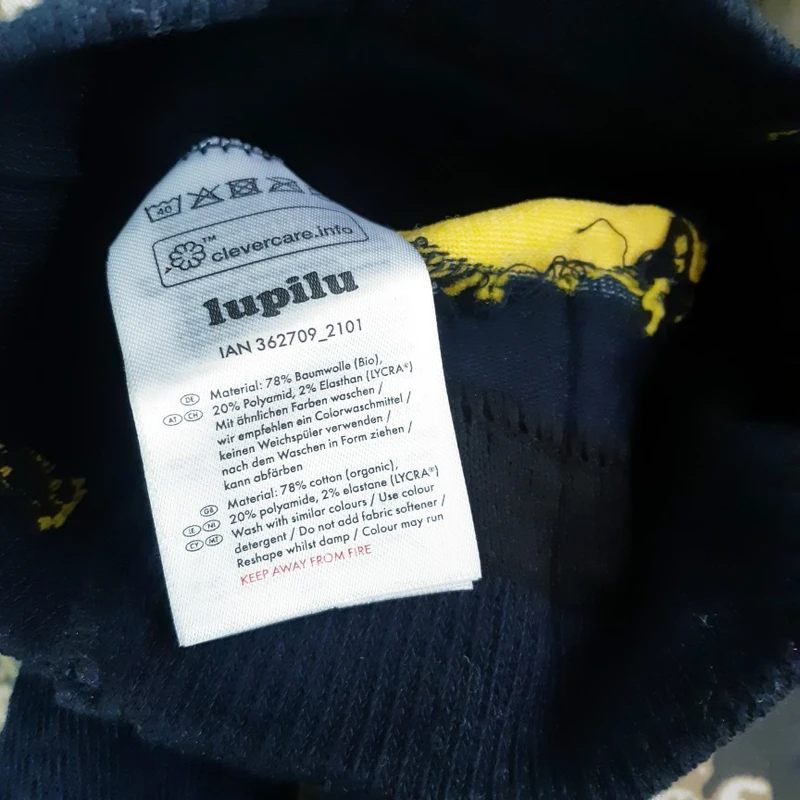 40
clevercare.info™
lupilu
IAN 362709_2101
DE
AT CH
Material: 78% Baumwolle (Bio),
20% Polyamid, 2% Elasthan (LYCRA®)
Mit ähnlichen Farben waschen /
wir empfehlen ein Colorwaschmittel /
keinen Weichspüler verwenden /
nach dem Waschen in Form ziehen /
kann abfärben
GB
IE NI
CY MT
Material: 78% cotton (organic),
20% polyamide, 2% elastane (LYCRA®)
Wash with similar colours / Use colour
detergent / Do not add fabric softener /
Reshape whilst damp / Colour may run
KEEP AWAY FROM FIRE